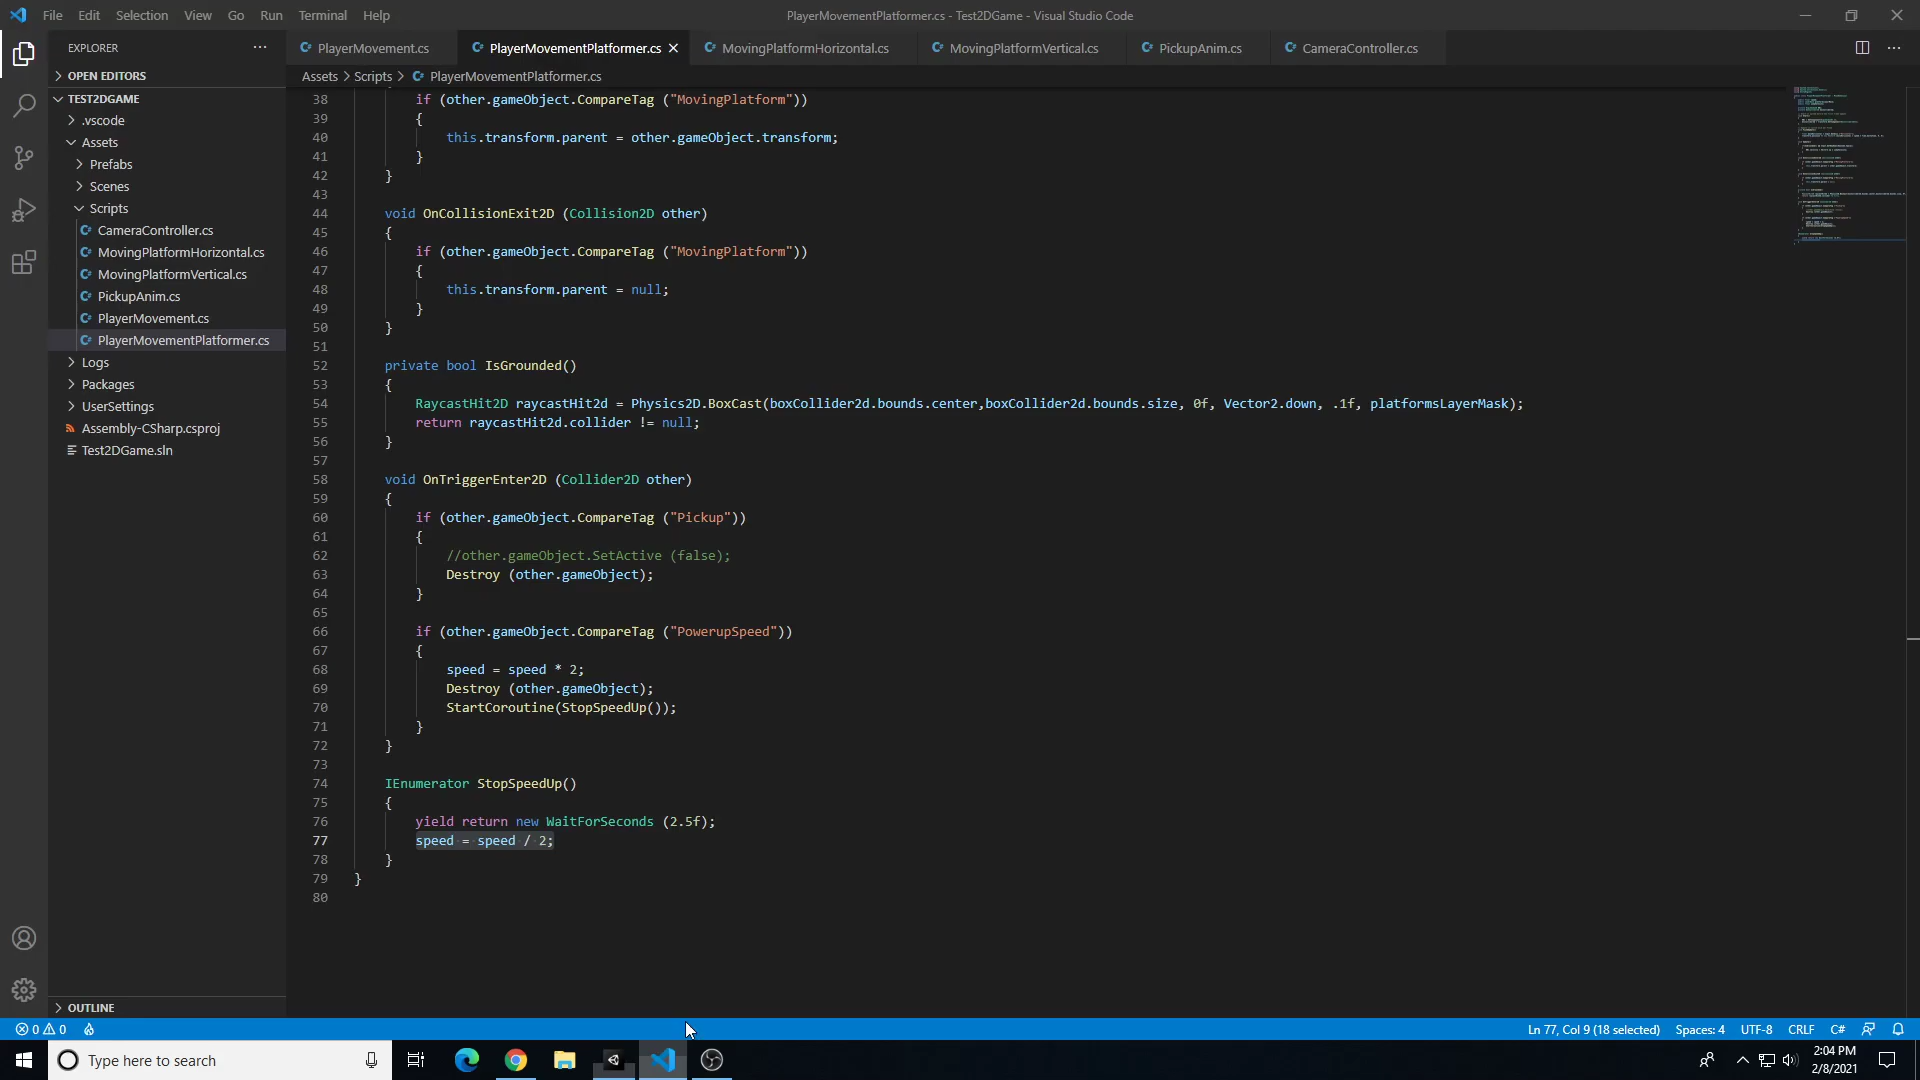 File Edit Selection View Go Run Terminal Help
PlayerMovementPlatformer.cs - Test2DGame - Visual Studio Code
EXPLORER
PlayerMovement.cs
PlayerMovementPlatformer.cs
MovingPlatformHorizontal.cs
MovingPlatformVertical.cs
PickupAnim.cs
CameraController.cs
OPEN EDITORS
TEST2DGAME
.vscode
Assets
Prefabs
Scenes
Scripts
CameraController.cs
MovingPlatformHorizontal.cs
MovingPlatformVertical.cs
PickupAnim.cs
PlayerMovement.cs
PlayerMovementPlatformer.cs
Logs
Packages
UserSettings
Assembly-CSharp.csproj
Test2DGame.sln
OUTLINE
Assets > Scripts > PlayerMovementPlatformer.cs
38 if (other.gameObject.CompareTag ("MovingPlatform"))
39 {
40 this.transform.parent = other.gameObject.transform;
41 }
42 }
43
44 void OnCollisionExit2D (Collision2D other)
45 {
46 if (other.gameObject.CompareTag ("MovingPlatform"))
47 {
48 this.transform.parent = null;
49 }
50 }
51
52 private bool IsGrounded()
53 {
54 RaycastHit2D raycastHit2d = Physics2D.BoxCast(boxCollider2d.bounds.center,boxCollider2d.bounds.size, 0f, Vector2.down, .1f, platformsLayerMask);
55 return raycastHit2d.collider != null;
56 }
57
58 void OnTriggerEnter2D (Collider2D other)
59 {
60 if (other.gameObject.CompareTag ("Pickup"))
61 {
62 //other.gameObject.SetActive (false);
63 Destroy (other.gameObject);
64 }
65
66 if (other.gameObject.CompareTag ("PowerupSpeed"))
67 {
68 speed = speed * 2;
69 Destroy (other.gameObject);
70 StartCoroutine(StopSpeedUp());
71 }
72 }
73
74 IEnumerator StopSpeedUp()
75 {
76 yield return new WaitForSeconds (2.5f);
77 speed = speed / 2;
78 }
79 }
80
0 0
Ln 77, Col 9 (18 selected) Spaces: 4 UTF-8 CRLF C#
Type here to search
2:04 PM
2/8/2021